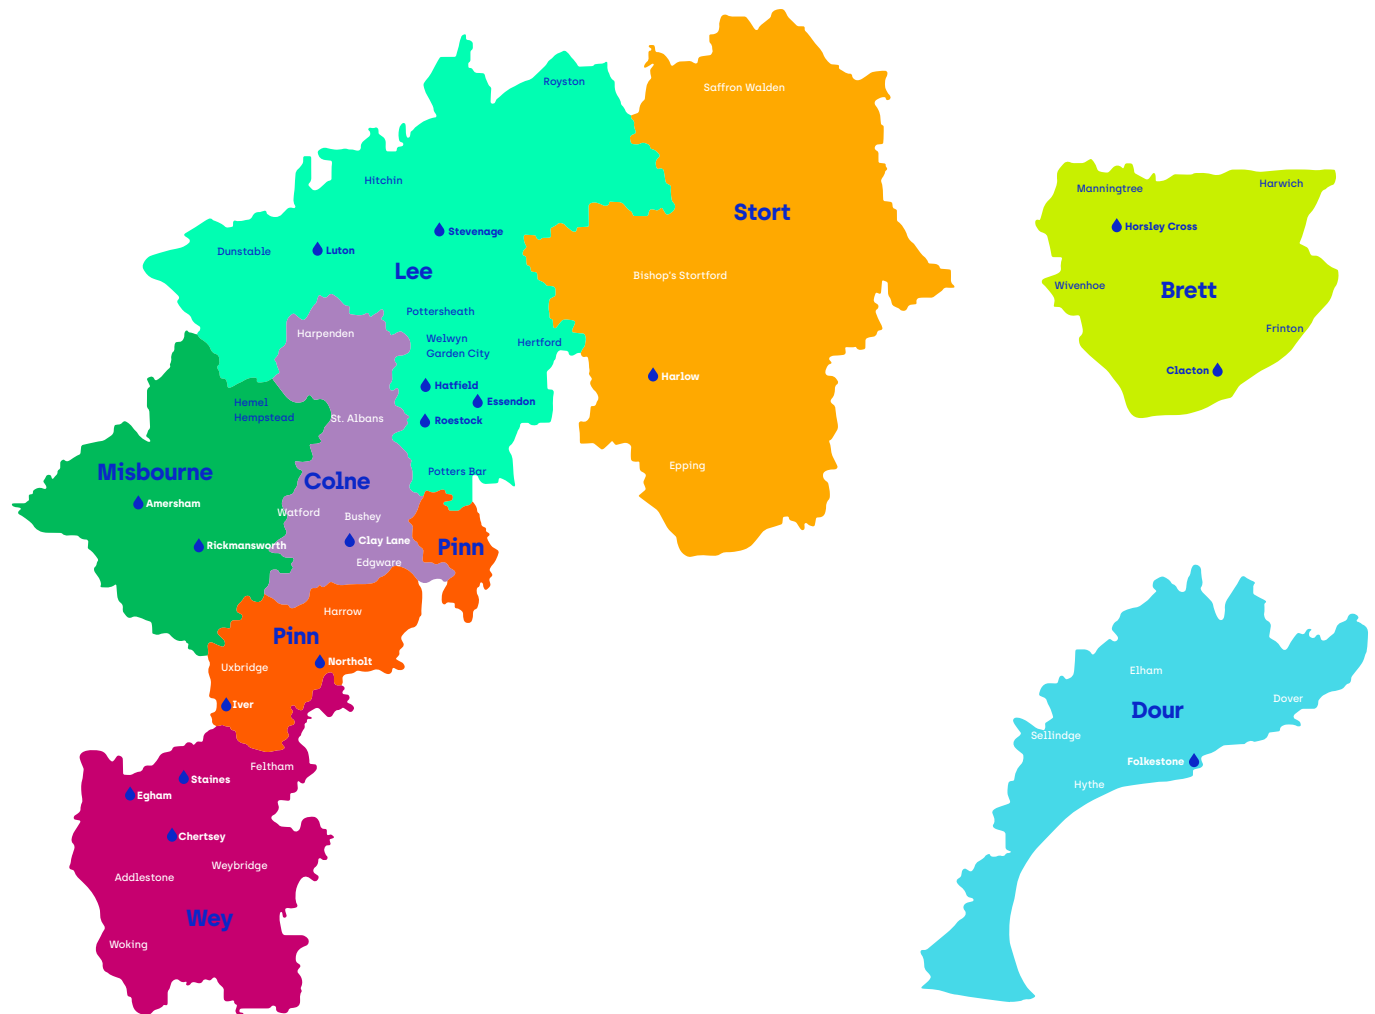 Royston
Saffron Walden
Hitchin
Stort
Stevenage
Dunstable
Luton
Lee
Bishop's Stortford
Pottersheath
Harpenden
Welwyn
Garden City
Hertford
Harlow
Hatfield
Essendon
Hemel
Hempstead
St. Albans
Roestock
Epping
Misbourne
Potters Bar
Colne
Amersham
Watford
Bushey
Rickmansworth
Clay Lane
Pinn
Edgware
Harrow
Pinn
Uxbridge
Northolt
Iver
Feltham
Staines
Egham
Chertsey
Weybridge
Addlestone
Wey
Woking
Manningtree
Harwich
Horsley Cross
Wivenhoe
Brett
Frinton
Clacton
Elham
Dover
Dour
Sellindge
Folkestone
Hythe